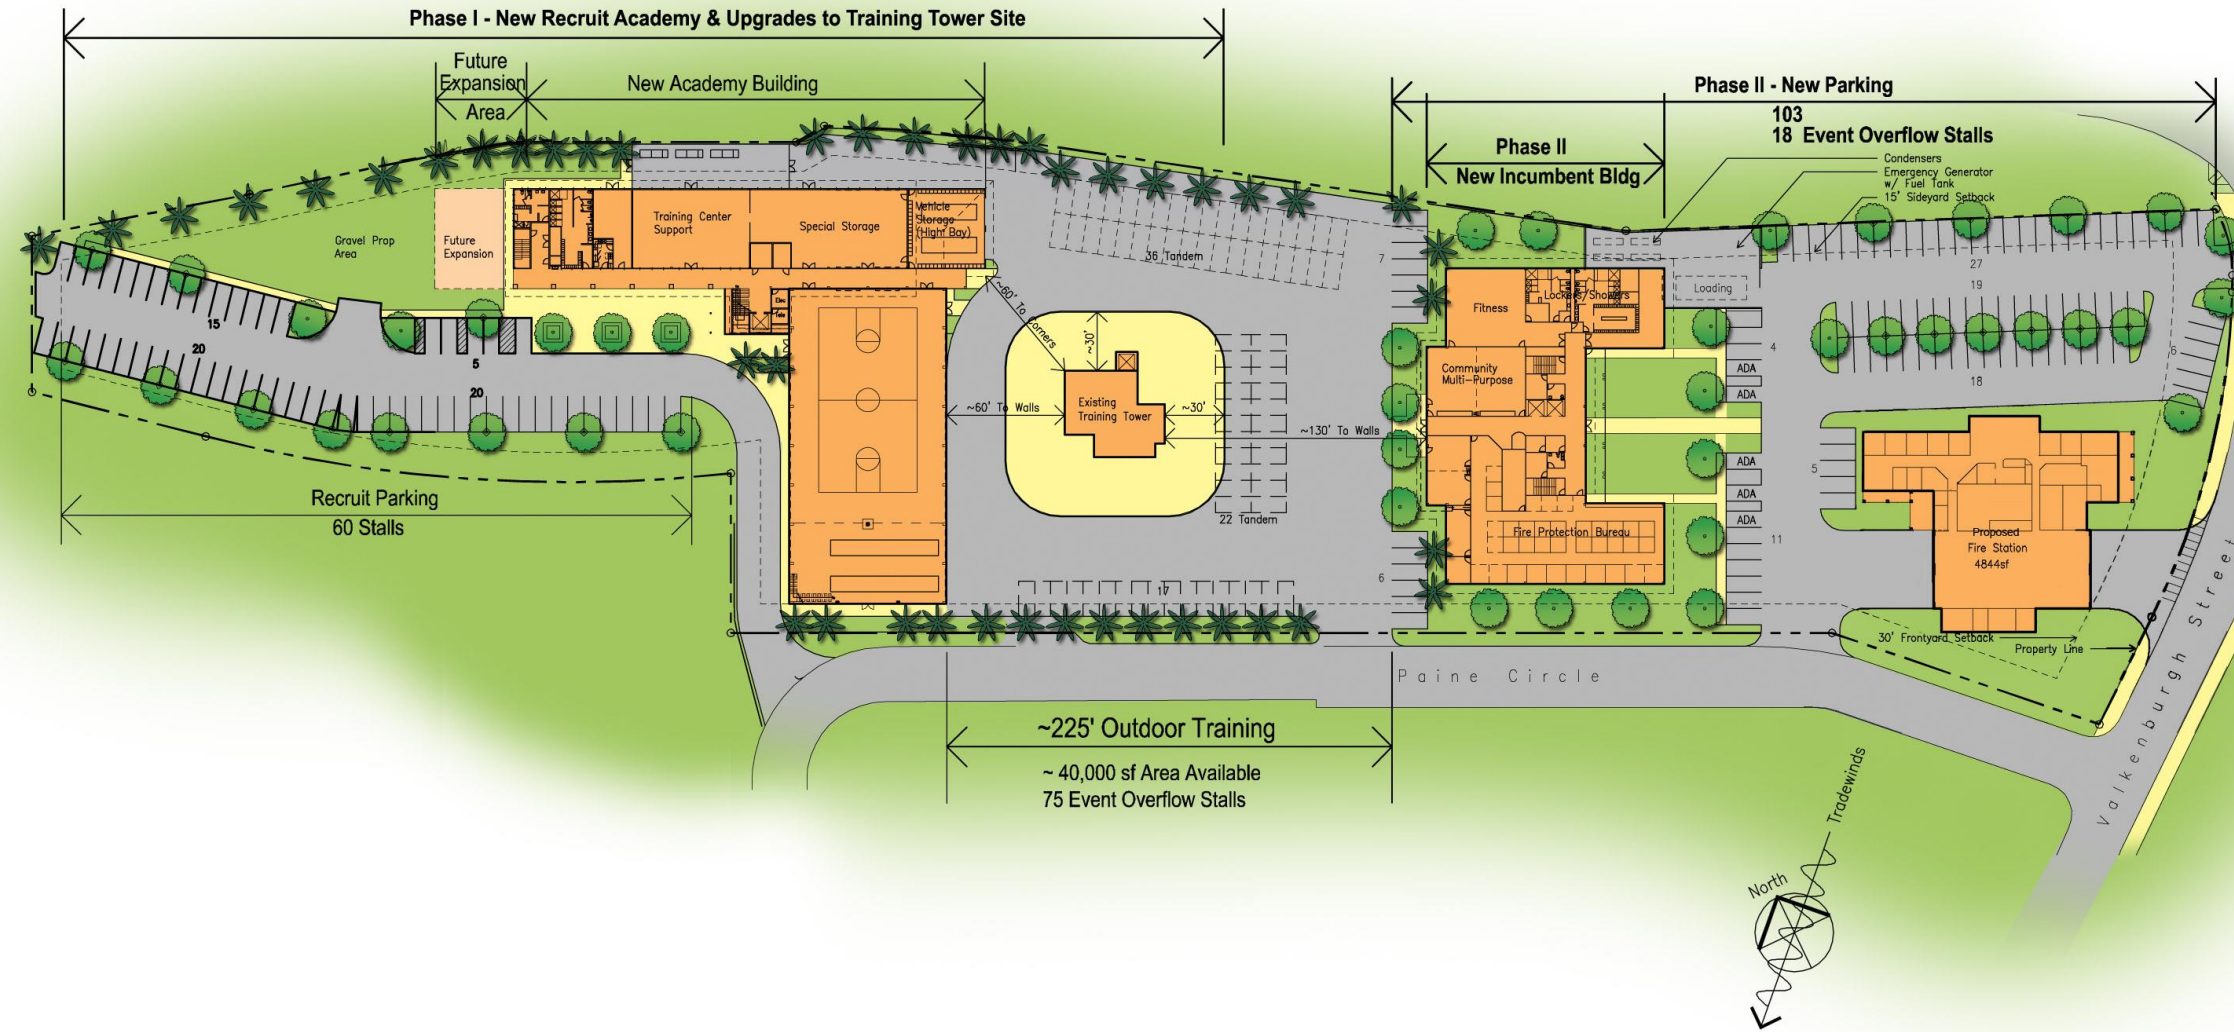 Phase I - New Recruit Academy & Upgrades to Training Tower Site
Future
Expansion
Area
New Academy Building
Phase II - New Parking
103
18 Event Overflow Stalls
Phase II
New Incumbent Bldg
Condensers
Emergency Generator
w/ Fuel Tank
15' Sideyard Setback
Gravel Prop
Area
Future
Expansion
Training Center
Support
Special Storage
Vehicle
Storage
(High Bay)
Elec
Tele
36 Tandem
7
27
19
18
6
Loading
Fitness
Lockers/Showers
Community
Multi-Purpose
4
ADA
ADA
ADA
ADA
ADA
11
5
15
20
5
20
~60' To Corners
~30'
~60' To Walls
Existing
Training Tower
~30'
~130' To Walls
22 Tandem
17
6
Fire Protection Bureau
Proposed
Fire Station
4844sf
Recruit Parking
60 Stalls
30' Frontyard Setback
Property Line
Paine Circle
Valkenburgh Street
~225' Outdoor Training
~ 40,000 sf Area Available
75 Event Overflow Stalls
Tradewinds
North